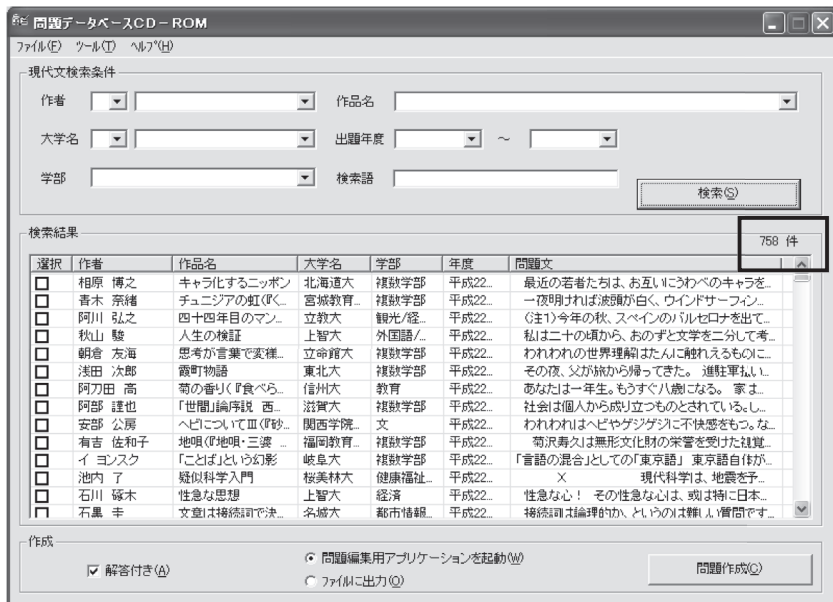 問題データベースCD－ROM
ファイル(F) ツール(T) ヘルプ(H)
現代文検索条件
作者 作品名
大学名 出題年度 ～
学部 検索語 検索(S)
検索結果 758 件
選択 作者 作品名 大学名 学部 年度 問題文
相原 博之 キャラ化するニッポン 北海道大 複数学部 平成22... 最近の若者たちは、お互いにうわべのキャラを...
青木 奈緒 チュニジアの虹(『く... 宮城教育... 複数学部 平成22... 一夜明ければ波頭が白く、ウインドサーフィン...
阿川 弘之 四十四年目のマン... 立教大 観光/経... 平成22... (注1)今年の秋、スペインのバルセロナを出て...
秋山 駿 人生の検証 上智大 外国語/... 平成22... 私は二十の頃から、おのずと文学を二分して考...
朝倉 友海 思考が言葉で変様... 立命館大 複数学部 平成22... われわれの世界理解はたんに触れえるものに...
浅田 次郎 霞町物語 東北大 複数学部 平成22... その夜、父が旅から帰ってきた。 進駐軍払い...
阿刀田 高 菊の香り(『食べら... 信州大 教育 平成22... あなたは一年生。もうすぐ八歳になる。 家は...
阿部 謹也 「世間」論序説 西... 滋賀大 複数学部 平成22... 社会は個人から成り立つものとされている。し...
安部 公房 ヘビについてⅢ(『砂... 関西学院... 文 平成22... われわれはヘビやゲジゲジに不快感をもつ。な...
有吉 佐和子 地唄(『地唄・三婆 ... 福岡教育... 複数学部 平成22... 菊沢寿久は無形文化財の栄誉を受けた視覚...
イ ヨンスク 「ことば」という幻影 岐阜大 複数学部 平成22... 「言語の混合」としての「東京語」 東京語自体が...
池内 了 疑似科学入門 桜美林大 健康福祉... 平成22... × 現代科学は、地震を予...
石川 啄木 性急な思想 上智大 経済 平成22... 性急な心！ その性急な心は、或は特に日本...
石黒 圭 文章は接続詞で決... 名城大 都市情報... 平成22... 接続詞は論理的か、というのは難しい質問です...
作成
解答付き(A) 問題編集用アプリケーションを起動(W) 問題作成(C)
ファイルに出力(O)